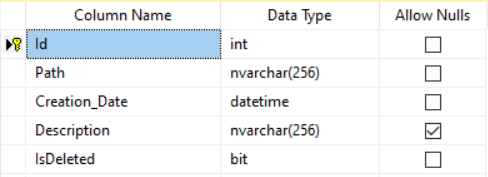 Column Name Data Type Allow Nulls
Id int
Path nvarchar(256)
Creation_Date datetime
Description nvarchar(256)
IsDeleted bit